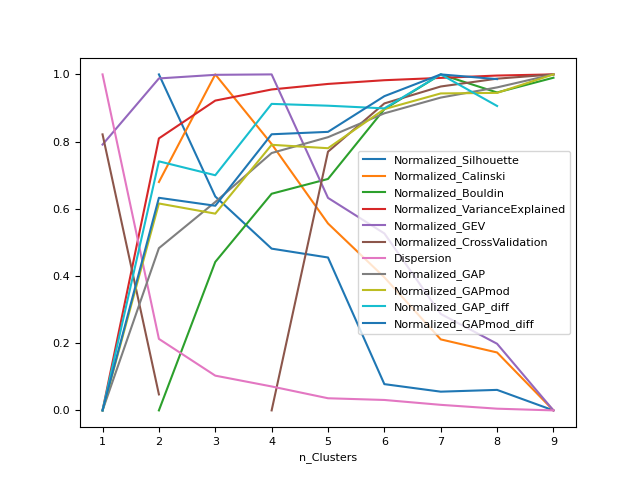 1.0
0.8
0.6
0.4
0.2
0.0
Normalized_Silhouette
Normalized_Calinski
Normalized_Bouldin
Normalized_VarianceExplained
Normalized_GEV
Normalized_CrossValidation
Dispersion
Normalized_GAP
Normalized_GAPmod
Normalized_GAP_diff
Normalized_GAPmod_diff
1 2 3 4 5 6 7 8 9
n_Clusters